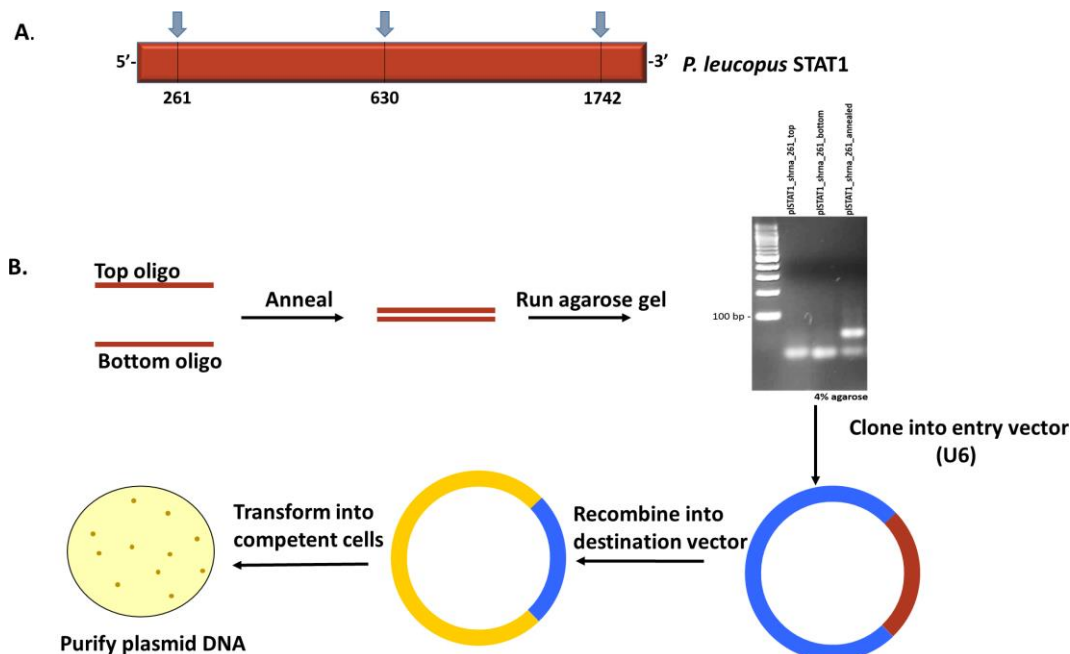 A.
5’-
-3’
P. leucopus STAT1
261
630
1742
plSTAT1_shrna_261_top
plSTAT1_shrna_261_bottom
plSTAT1_shrna_261_annealed
B.
Top oligo
Bottom oligo
Anneal
Run agarose gel
100 bp -
4% agarose
Clone into entry vector
(U6)
Recombine into
destination vector
Transform into
competent cells
Purify plasmid DNA